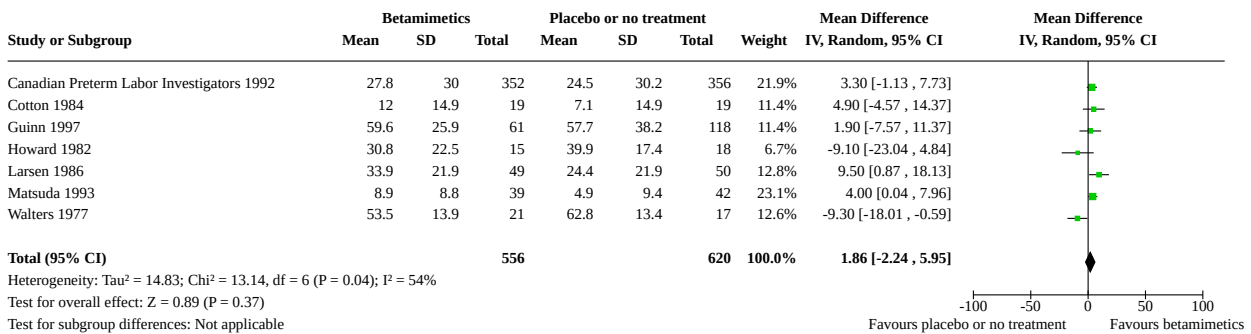 Betamimetics Placebo or no treatment Mean Difference Mean Difference
Study or Subgroup Mean SD Total Mean SD Total Weight IV, Random, 95% CI IV, Random, 95% CI
Canadian Preterm Labor Investigators 1992 27.8 30 352 24.5 30.2 356 21.9% 3.30 [-1.13 , 7.73]
Cotton 1984 12 14.9 19 7.1 14.9 19 11.4% 4.90 [-4.57 , 14.37]
Guinn 1997 59.6 25.9 61 57.7 38.2 118 11.4% 1.90 [-7.57 , 11.37]
Howard 1982 30.8 22.5 15 39.9 17.4 18 6.7% -9.10 [-23.04 , 4.84]
Larsen 1986 33.9 21.9 49 24.4 21.9 50 12.8% 9.50 [0.87 , 18.13]
Matsuda 1993 8.9 8.8 39 4.9 9.4 42 23.1% 4.00 [0.04 , 7.96]
Walters 1977 53.5 13.9 21 62.8 13.4 17 12.6% -9.30 [-18.01 , -0.59]
Total (95% CI) 556 620 100.0% 1.86 [-2.24 , 5.95]
Heterogeneity: Tau² = 14.83; Chi² = 13.14, df = 6 (P = 0.04); I² = 54%
Test for overall effect: Z = 0.89 (P = 0.37) -100 -50 0 50 100
Test for subgroup differences: Not applicable Favours placebo or no treatment Favours betamimetics